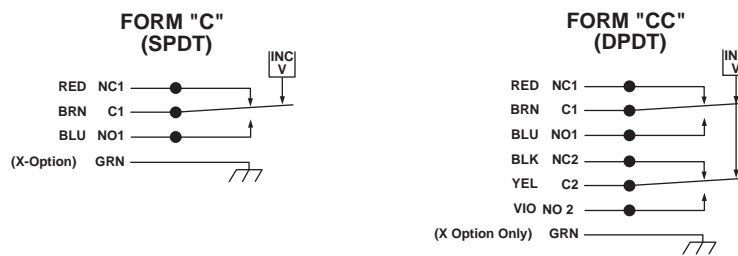 FORM "C"
(SPDT)
INC
V
RED NC1
BRN C1
BLU NO1
(X-Option) GRN
FORM "CC"
(DPDT)
IN
V
RED NC1
BRN C1
BLU NO1
BLK NC2
YEL C2
VIO NO 2
(X Option Only) GRN